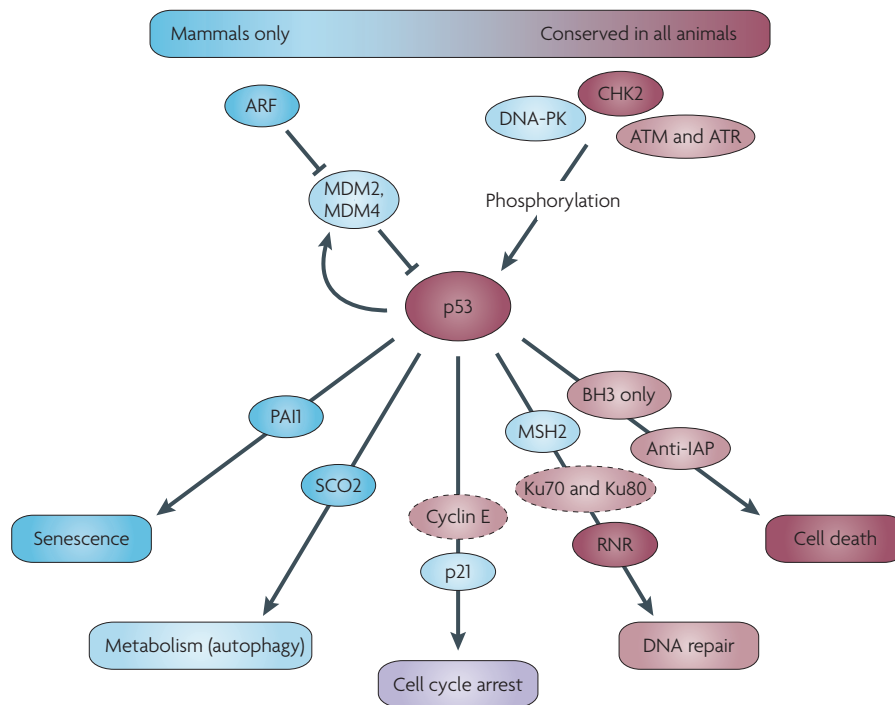 Mammals only
Conserved in all animals
ARF
CHK2
DNA-PK
ATM and ATR
MDM2,
MDM4
Phosphorylation
p53
BH3 only
PAI1
MSH2
Anti-IAP
SCO2
Ku70 and Ku80
Cyclin E
Senescence
RNR
Cell death
p21
Metabolism (autophagy)
DNA repair
Cell cycle arrest